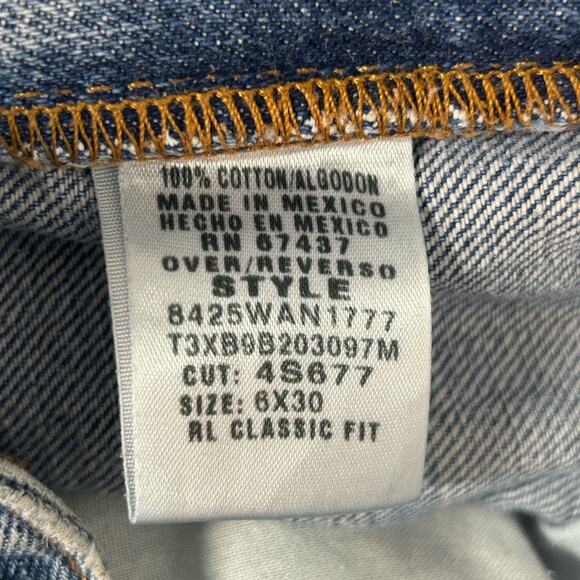 100% COTTON/ALGODON
MADE IN MEXICO
HECHO EN MEXICO
RN 67437
OVER/REVERSO
STYLE
8425WAN1777
T3XB9B203097M
CUT: 4S677
SIZE: 6X30
RL CLASSIC FIT